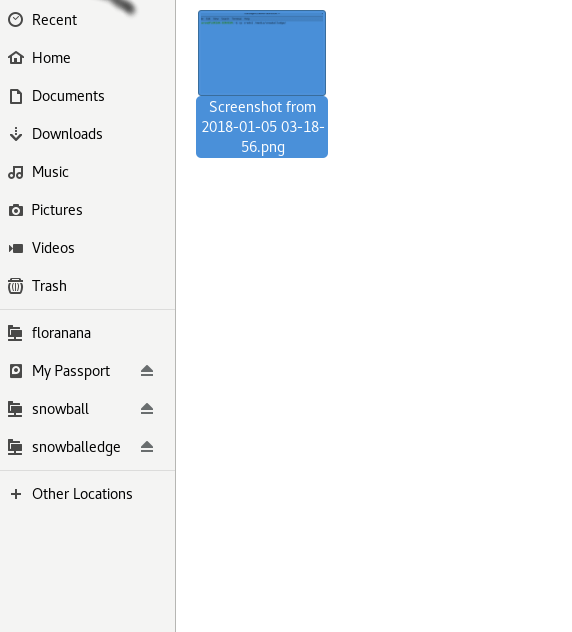 Recent
Home
Documents
Downloads
Music
Pictures
Videos
Trash
floranana
My Passport
snowball
snowballedge
Other Locations
Screenshot from
2018-01-05 03-18-
56.png